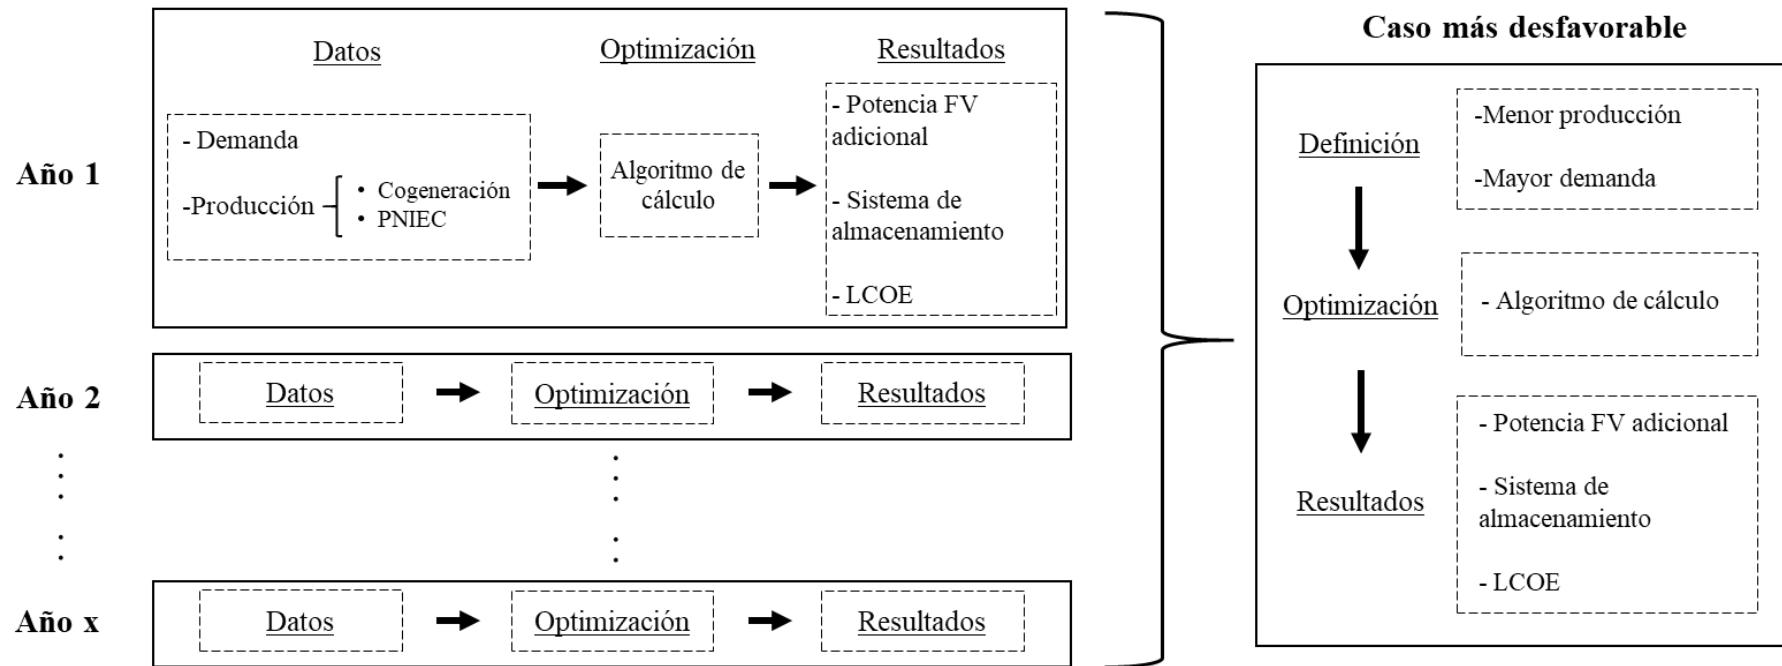 Año 1
Datos
Optimización
Resultados
- Demanda
-Producción
• Cogeneración
• PNIEC
Algoritmo de
cálculo
- Potencia FV
adicional
- Sistema de
almacenamiento
- LCOE
Año 2
Datos
Optimización
Resultados
Año x
Datos
Optimización
Resultados
Caso más desfavorable
Definición
-Menor producción
-Mayor demanda
Optimización
- Algoritmo de cálculo
Resultados
- Potencia FV adicional
- Sistema de
almacenamiento
- LCOE